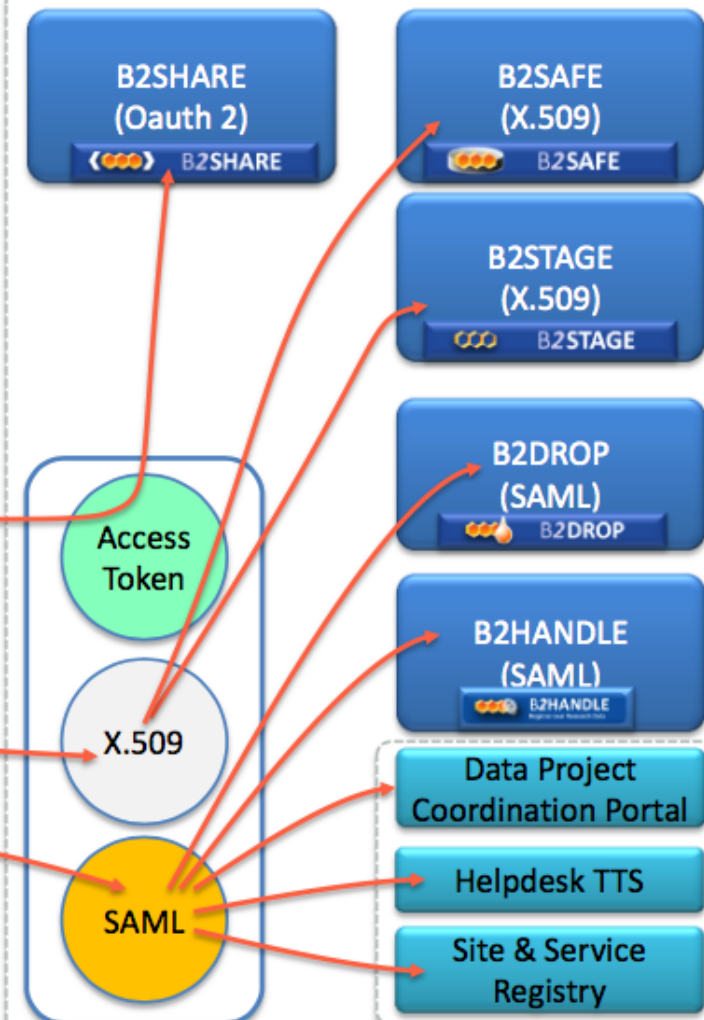 B2SHARE
(Oauth 2)
B2SHARE
B2SAFE
(X.509)
B2SAFE
B2STAGE
(X.509)
B2STAGE
B2DROP
(SAML)
B2DROP
B2HANDLE
(SAML)
B2HANDLE
Access
Token
X.509
SAML
Data Project
Coordination Portal
Helpdesk TTS
Site & Service
Registry